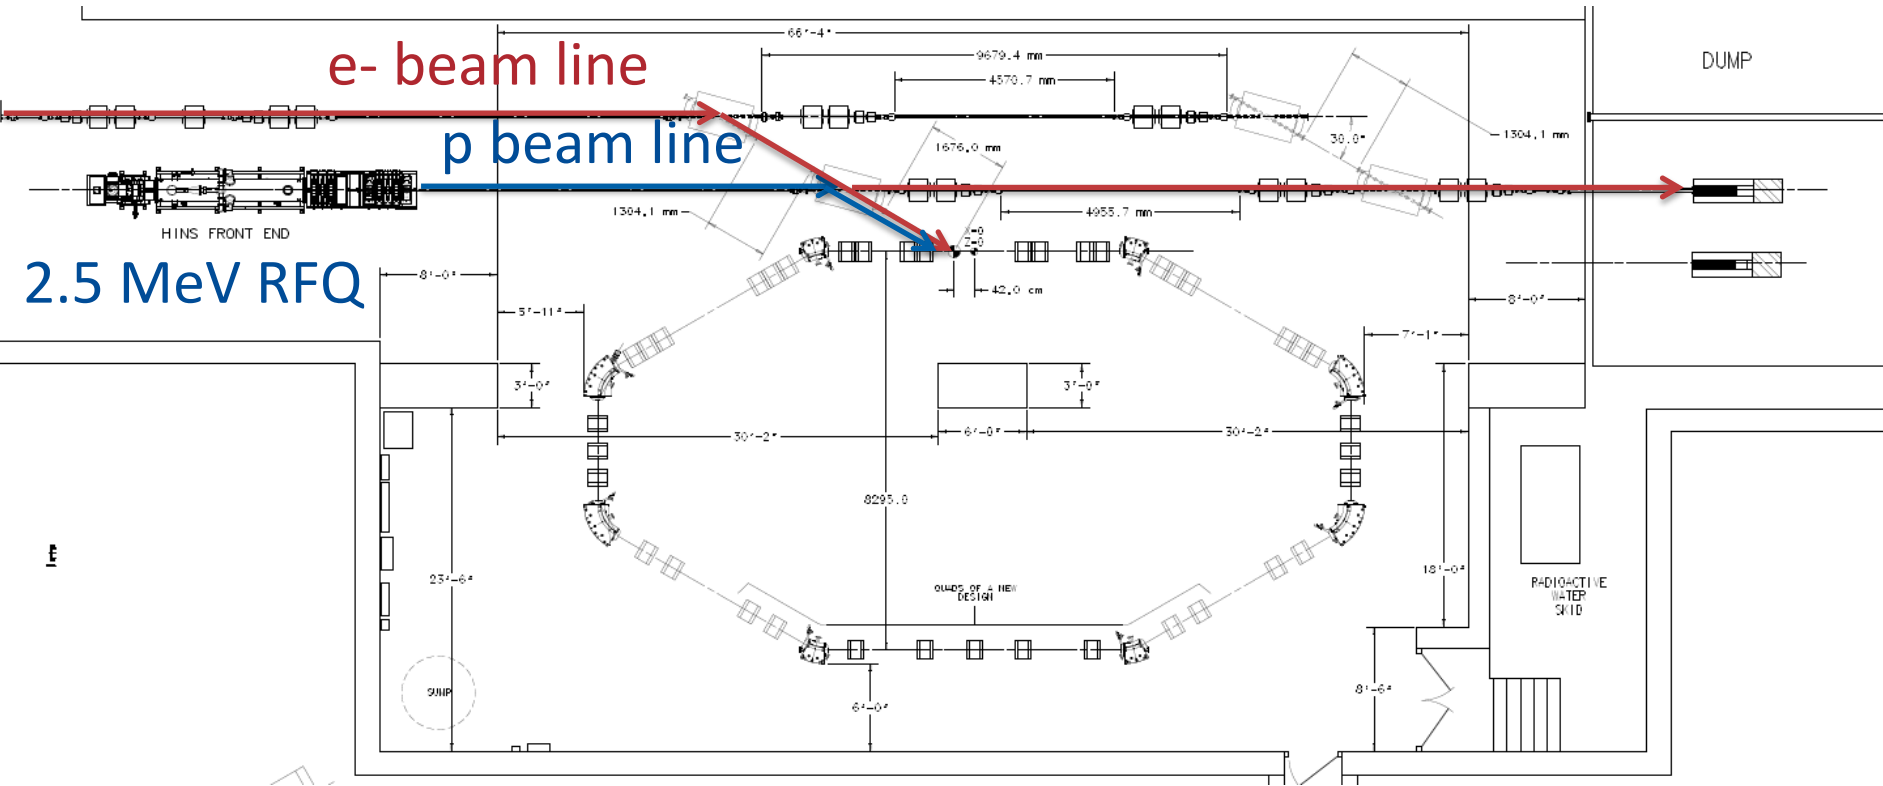 66'-4"
9679.4 mm
4570.7 mm
DUMP
e- beam line
p beam line
1304.1 mm
30.0°
1676.0 mm
1304.1 mm
4955.7 mm
HINS FRONT END
X=0
Z=0
2.5 MeV RFQ
8'-0"
42.0 cm
8'-0"
3'-11"
7'-1"
3'-0"
3'-0"
30'-2"
6'-0"
30'-2"
8295.0
23'-6"
18'-0"
QUADS OF A NEW
DESIGN
RADIOACTIVE
WATER
SKID
SUMP
6'-0"
8'-6"